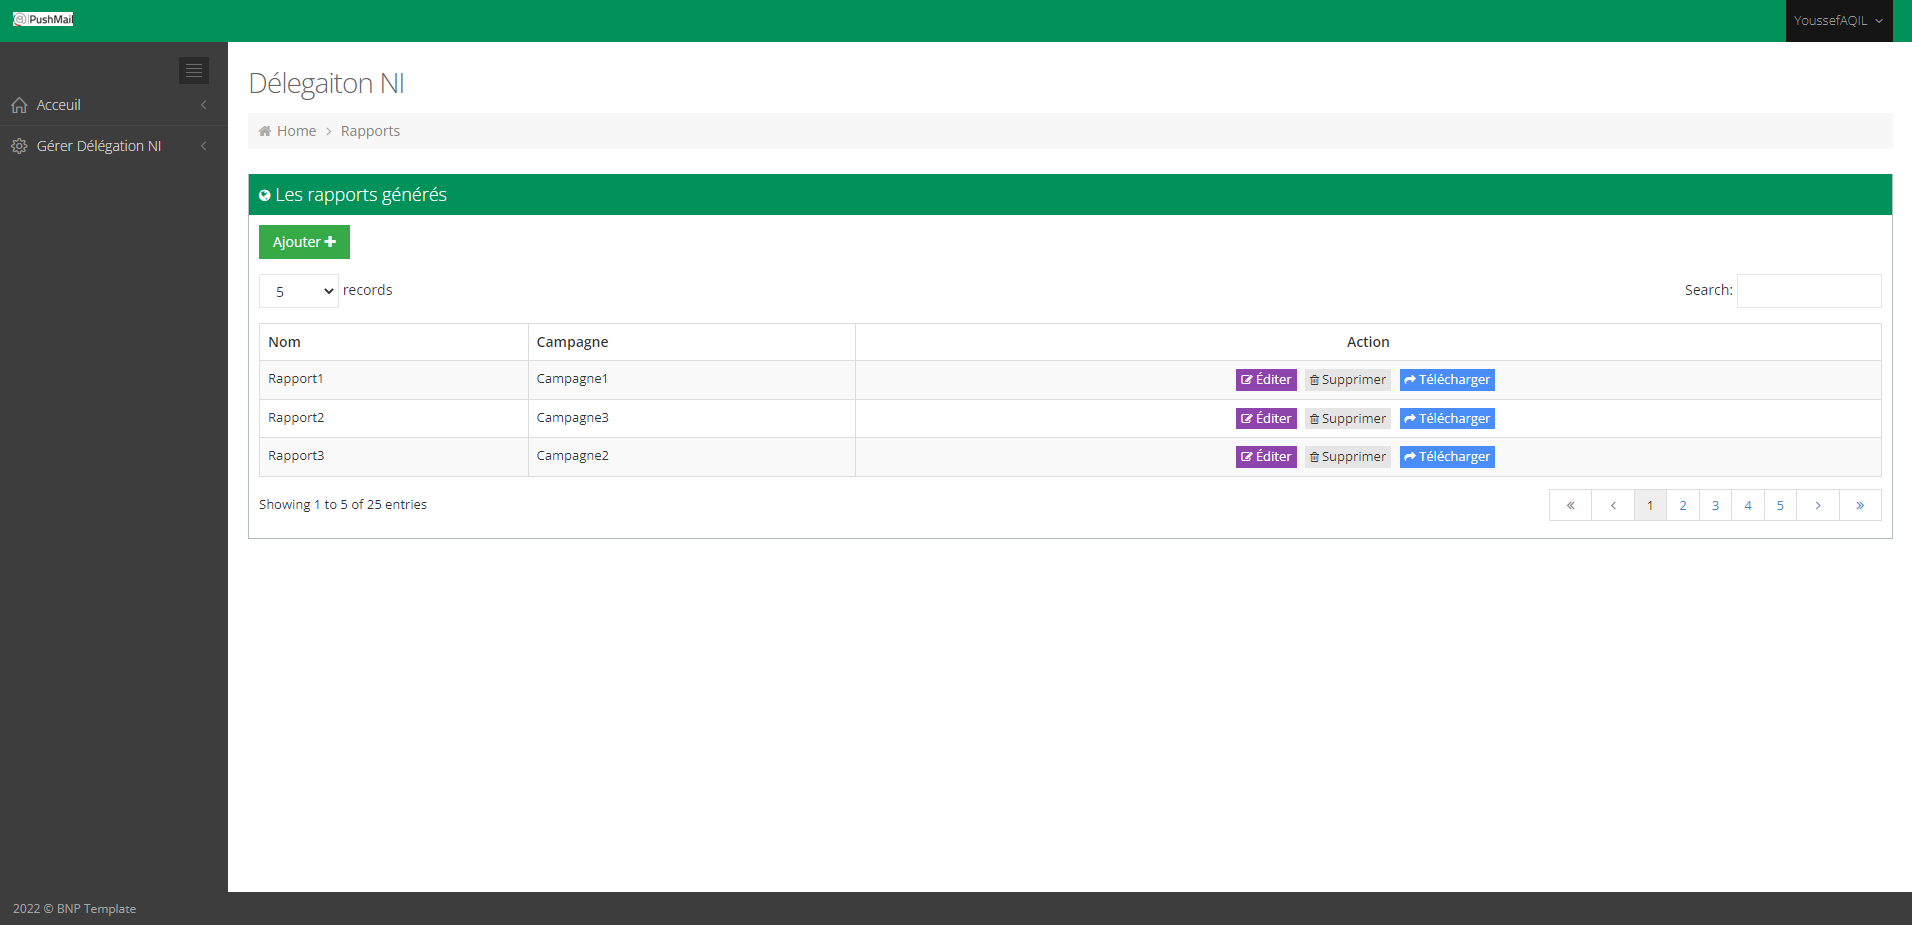 @PushMail
YoussefAQIL
Acceuil
Gérer Délégation NI
Délegaiton NI
Home > Rapports
Les rapports générés
Ajouter
5 records
Search:
Nom Campagne Action
Rapport1 Campagne1 Éditer Supprimer Télécharger
Rapport2 Campagne3 Éditer Supprimer Télécharger
Rapport3 Campagne2 Éditer Supprimer Télécharger
Showing 1 to 5 of 25 entries
« ‹ 1 2 3 4 5 › »
2022 © BNP Template